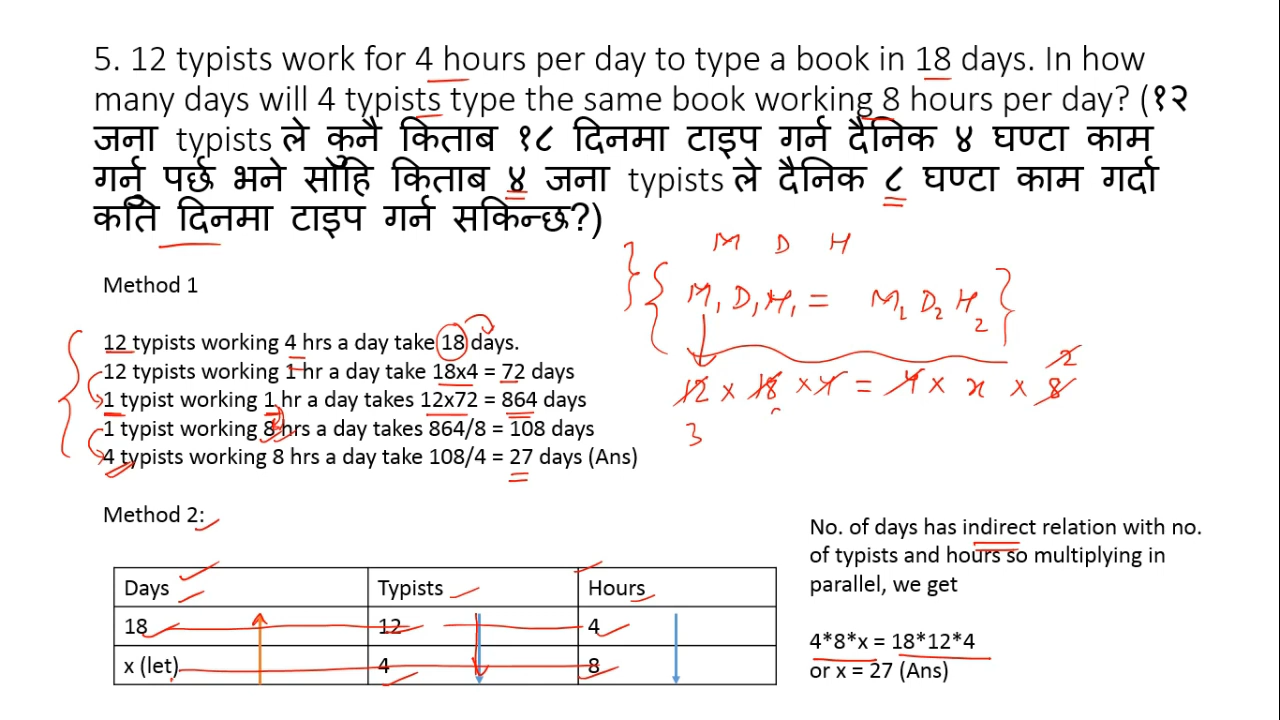 5. 12 typists work for 4 hours per day to type a book in 18 days. In how
many days will 4 typists type the same book working 8 hours per day? (१२
जना typists ले कुनै किताब १८ दिनमा टाइप गर्न दैनिक ४ घण्टा काम
गर्नु पर्छ भने सोहि किताब ४ जना typists ले दैनिक ८ घण्टा काम गर्दा
कति दिनमा टाइप गर्न सकिन्छ?)
M D H
Method 1
M₁ D₁ H₁ = M₂ D₂ H₂
12 typists working 4 hrs a day take 18 days.
12 typists working 1 hr a day take 18x4 = 72 days
2
12 × 18 × 4 = 4 × x × 8
1 typist working 1 hr a day takes 12x72 = 864 days
3
1 typist working 8 hrs a day takes 864/8 = 108 days
4 typists working 8 hrs a day take 108/4 = 27 days (Ans)
Method 2:
Days Typists Hours
18 12 4
x (let) 4 8
No. of days has indirect relation with no.
of typists and hours so multiplying in
parallel, we get
4*8*x = 18*12*4
or x = 27 (Ans)